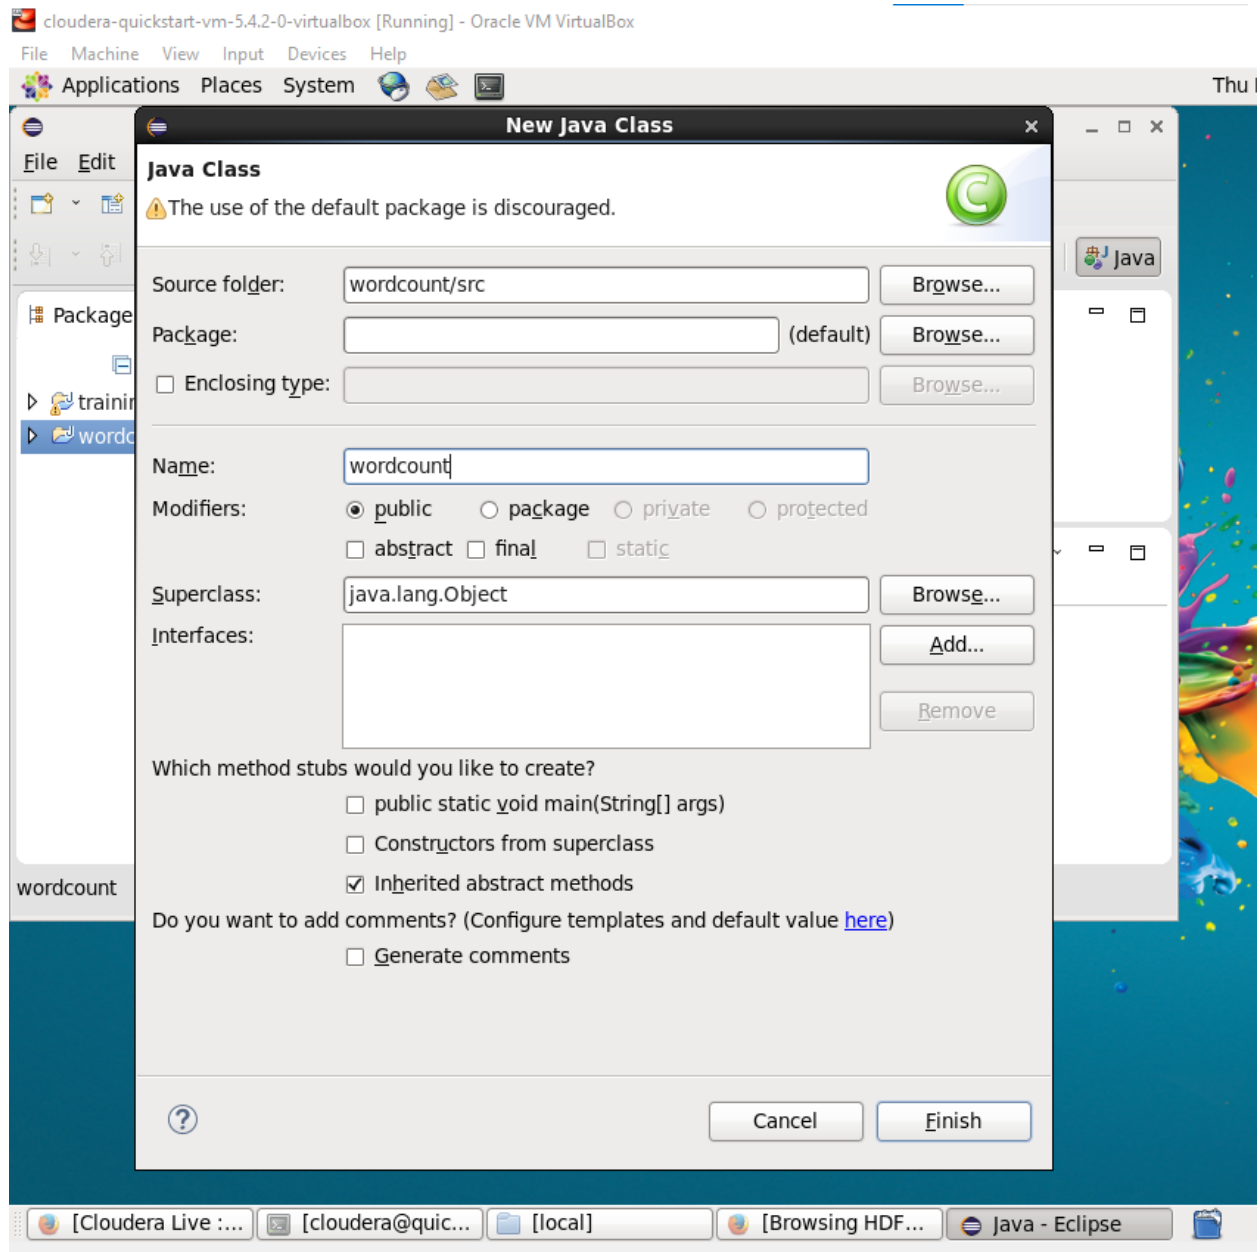 cloudera-quickstart-vm-5.4.2-0-virtualbox [Running] - Oracle VM VirtualBox
File Machine View Input Devices Help
Applications Places System
Thu
New Java Class
File Edit
Java Class
The use of the default package is discouraged.
Java
Source folder: wordcount/src Browse...
Package
Package: (default) Browse...
Enclosing type: Browse...
trainin
wordc
Name: wordcount
Modifiers: public package private protected
abstract final static
Superclass: java.lang.Object Browse...
Interfaces: Add...
Remove
Which method stubs would you like to create?
public static void main(String[] args)
Constructors from superclass
Inherited abstract methods
wordcount
Do you want to add comments? (Configure templates and default value here)
Generate comments
? Cancel Finish
[Cloudera Live :... [cloudera@quic... [local] [Browsing HDF... Java - Eclipse